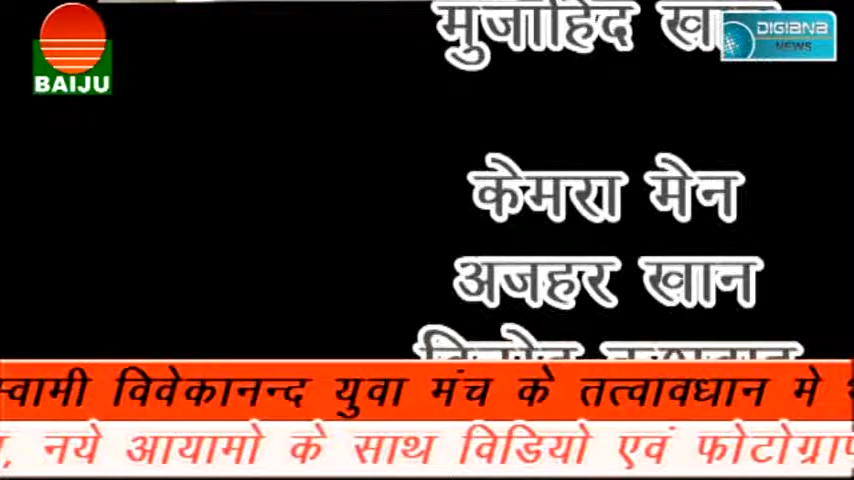 मुजाहिद
DIGIANA
NEWS
BAIJU
केमरा मेन
अजहर खान
स्वामी विवेकानन्द युवा मंच के तत्वावधान मे
नये आयामो के साथ विडियो एवं